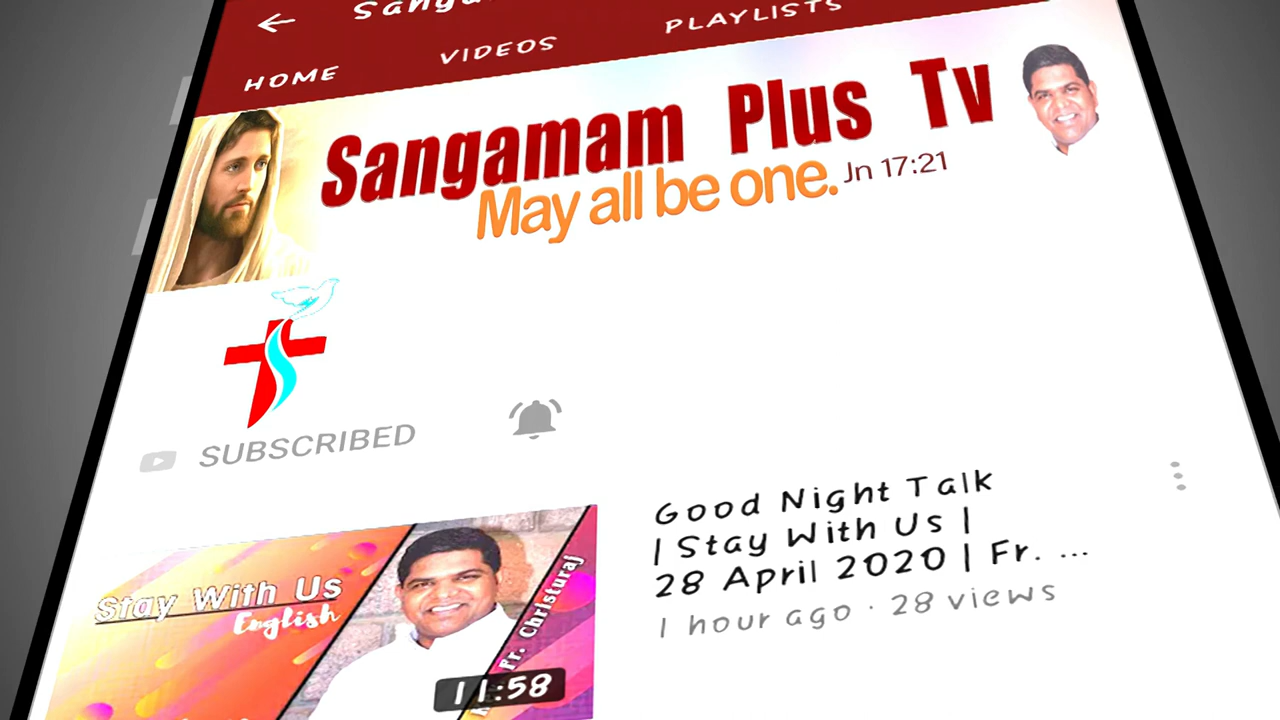 HOME
VIDEOS
PLAYLISTS
Sangamam Plus Tv
May all be one. Jn 17:21
SUBSCRIBED
Good Night Talk
| Stay With Us |
28 April 2020 | Fr. ...
1 hour ago · 28 views
Stay With Us
English
Fr. Christuraj
11:58